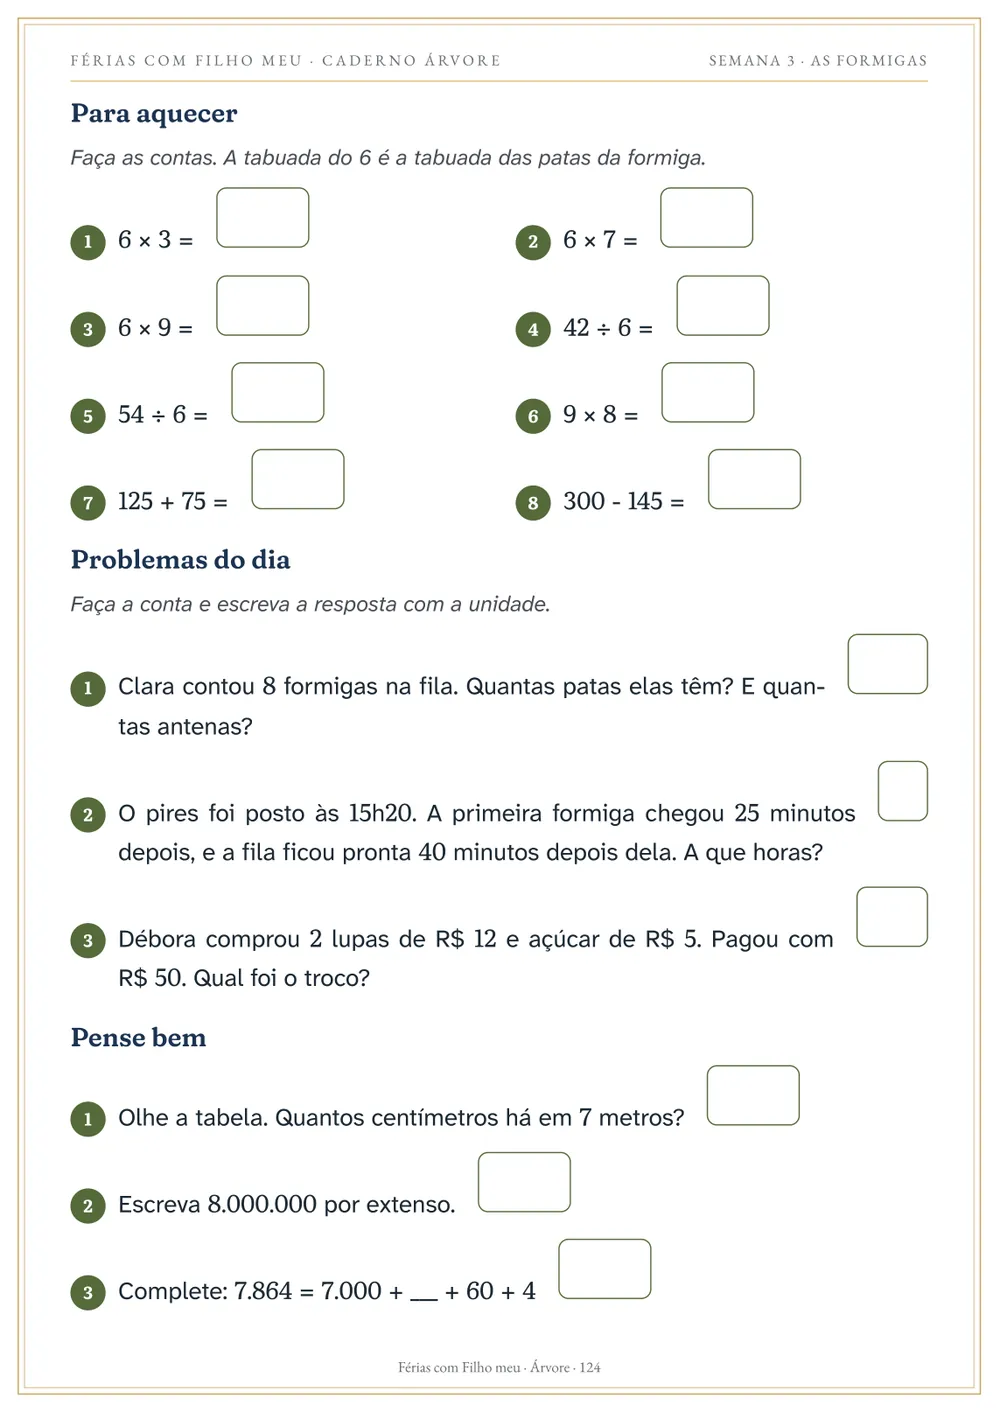 FÉRIAS COM FILHO MEU · CADERNO ÁRVORE
SEMANA 3 · AS FORMIGAS
Para aquecer
Faça as contas. A tabuada do 6 é a tabuada das patas da formiga.
1 6 × 3 =
2 6 × 7 =
3 6 × 9 =
4 42 ÷ 6 =
5 54 ÷ 6 =
6 9 × 8 =
7 125 + 75 =
8 300 - 145 =
Problemas do dia
Faça a conta e escreva a resposta com a unidade.
1 Clara contou 8 formigas na fila. Quantas patas elas têm? E quan-
tas antenas?
2 O pires foi posto às 15h20. A primeira formiga chegou 25 minutos
depois, e a fila ficou pronta 40 minutos depois dela. A que horas?
3 Débora comprou 2 lupas de R$ 12 e açúcar de R$ 5. Pagou com
R$ 50. Qual foi o troco?
Pense bem
1 Olhe a tabela. Quantos centímetros há em 7 metros?
2 Escreva 8.000.000 por extenso.
3 Complete: 7.864 = 7.000 + __ + 60 + 4
Férias com Filho meu · Árvore · 124